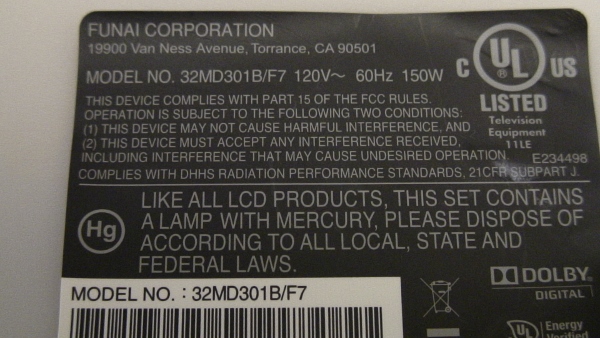 FUNAI CORPORATION
19900 Van Ness Avenue, Torrance, CA 90501
MODEL NO. 32MD301B/F7 120V~ 60Hz 150W
C UL US
LISTED
Television
Equipment
11LE
E234498
THIS DEVICE COMPLIES WITH PART 15 OF THE FCC RULES.
OPERATION IS SUBJECT TO THE FOLLOWING TWO CONDITIONS:
(1) THIS DEVICE MAY NOT CAUSE HARMFUL INTERFERENCE, AND
(2) THIS DEVICE MUST ACCEPT ANY INTERFERENCE RECEIVED,
INCLUDING INTERFERENCE THAT MAY CAUSE UNDESIRED OPERATION.
COMPLIES WITH DHHS RADIATION PERFORMANCE STANDARDS, 21CFR SUBPART J.
Hg
LIKE ALL LCD PRODUCTS, THIS SET CONTAINS
A LAMP WITH MERCURY, PLEASE DISPOSE OF
ACCORDING TO ALL LOCAL, STATE AND
FEDERAL LAWS.
MODEL NO. : 32MD301B/F7
DOLBY
DIGITAL
UL
Energy
Verified